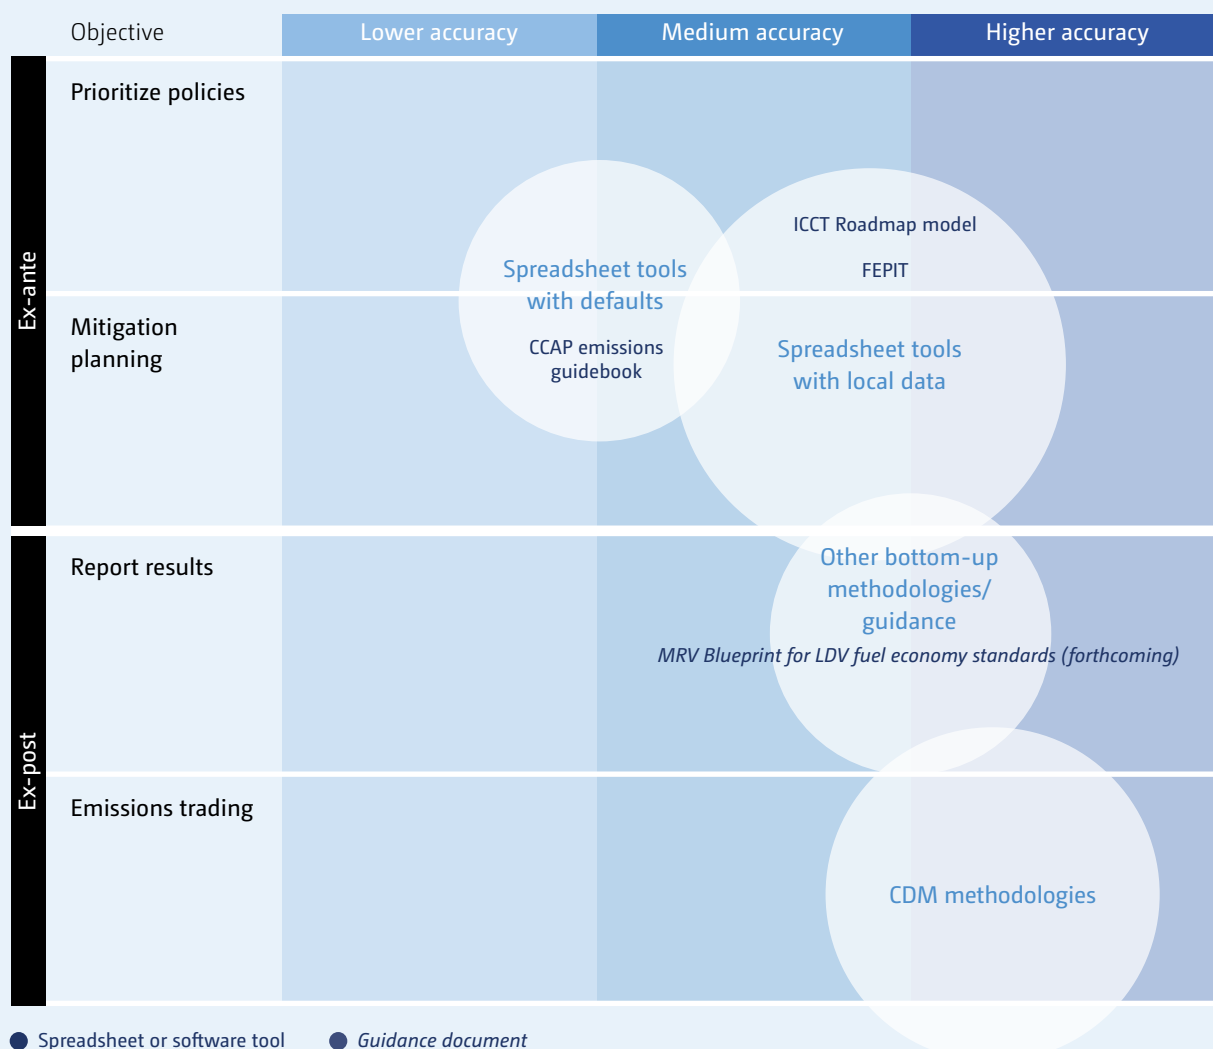 Objective
Lower accuracy
Medium accuracy
Higher accuracy
Ex-ante
Prioritize policies
ICCT Roadmap model
FEPIT
Spreadsheet tools
with defaults
Mitigation
planning
CCAP emissions
guidebook
Spreadsheet tools
with local data
Ex-post
Report results
Other bottom-up
methodologies/
guidance
MRV Blueprint for LDV fuel economy standards (forthcoming)
Emissions trading
CDM methodologies
Spreadsheet or software tool
Guidance document